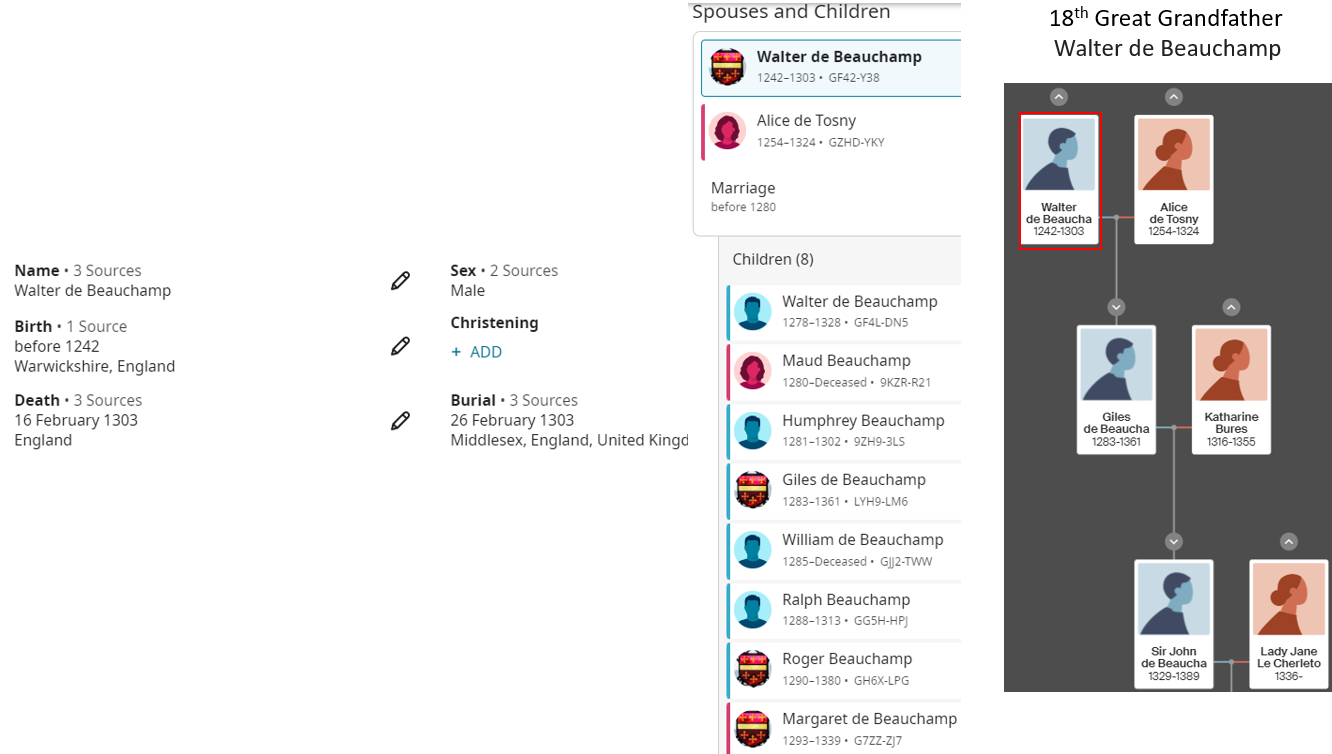 Name • 3 Sources
Walter de Beauchamp
Birth • 1 Source
before 1242
Warwickshire, England
Death • 3 Sources
16 February 1303
England
Sex • 2 Sources
Male
Christening
+ ADD
Burial • 3 Sources
26 February 1303
Middlesex, England, United Kingd
Spouses and Children
Walter de Beauchamp
1242–1303 • GF42-Y38
Alice de Tosny
1254–1324 • GZHD-YKY
Marriage
before 1280
Children (8)
Walter de Beauchamp
1278–1328 • GF4L-DN5
Maud Beauchamp
1280–Deceased • 9KZR-R21
Humphrey Beauchamp
1281–1302 • 9ZH9-3LS
Giles de Beauchamp
1283–1361 • LYH9-LM6
William de Beauchamp
1285–Deceased • GJJ2-TWW
Ralph Beauchamp
1288–1313 • GG5H-HPJ
Roger Beauchamp
1290–1380 • GH6X-LPG
Margaret de Beauchamp
1293–1339 • G7ZZ-ZJ7
18th Great Grandfather
Walter de Beauchamp
Walter
de Beaucha
1242-1303
Alice
de Tosny
1254-1324
Giles
de Beaucha
1283-1361
Katharine
Bures
1316-1355
Sir John
de Beaucha
1329-1389
Lady Jane
Le Cherleto
1336-